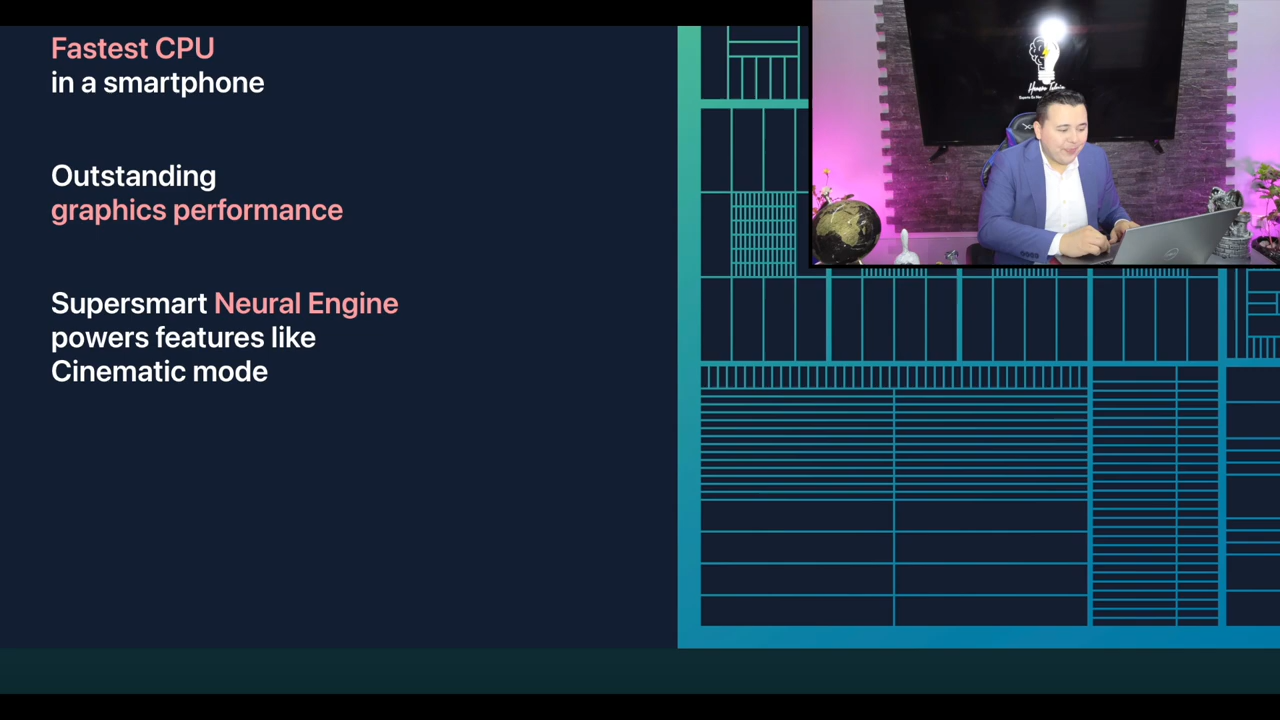 Fastest CPU
in a smartphone
Outstanding
graphics performance
Supersmart Neural Engine
powers features like
Cinematic mode